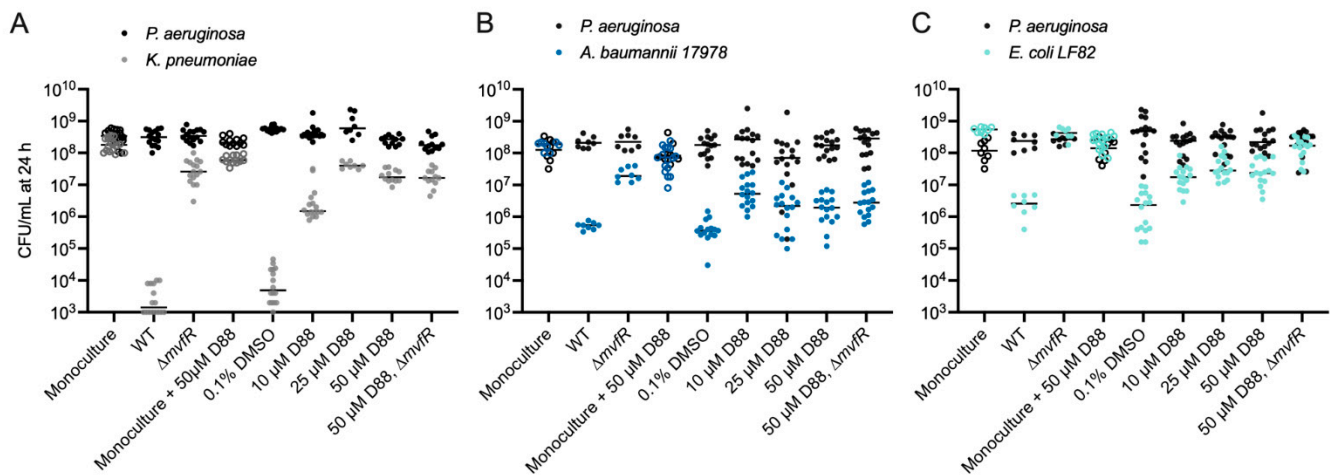 A
P. aeruginosa
K. pneumoniae
CFU/mL at 24 h
10^10
10^9
10^8
10^7
10^6
10^5
10^4
10^3
Monoculture
WT
ΔmvfR
Monoculture + 50μM D88
0.1% DMSO
10 μM D88
25 μM D88
50 μM D88
50 μM D88, ΔmvfR
B
P. aeruginosa
A. baumannii 17978
10^10
10^9
10^8
10^7
10^6
10^5
10^4
10^3
Monoculture
WT
ΔmvfR
Monoculture + 50 μM D88
0.1% DMSO
10 μM D88
25 μM D88
50 μM D88
50 μM D88, ΔmvfR
C
P. aeruginosa
E. coli LF82
10^10
10^9
10^8
10^7
10^6
10^5
10^4
10^3
Monoculture
WT
ΔmvfR
Monoculture + 50μM D88
0.1% DMSO
10 μM D88
25 μM D88
50 μM D88
50 μM D88, ΔmvfR